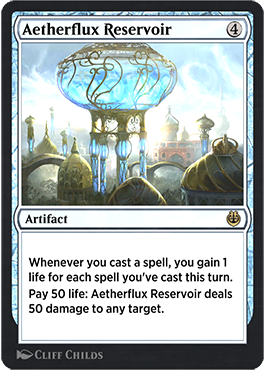 Aetherflux Reservoir 4
Artifact
Whenever you cast a spell, you gain 1
life for each spell you've cast this turn.
Pay 50 life: Aetherflux Reservoir deals
50 damage to any target.
Cliff Childs